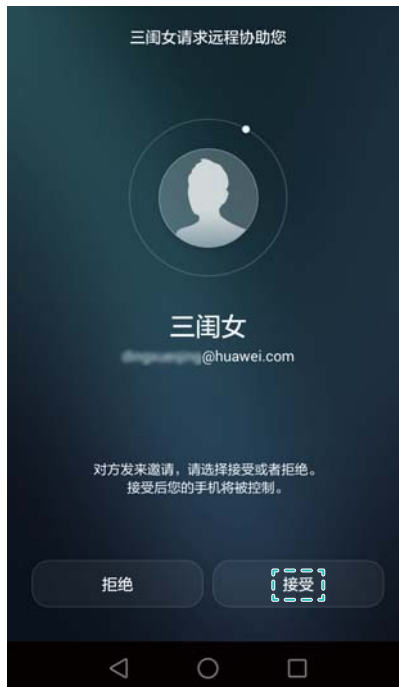 三闺女请求远程协助您
三闺女
@huawei.com
对方发来邀请，请选择接受或者拒绝。
接受后您的手机将被控制。
拒绝
接受